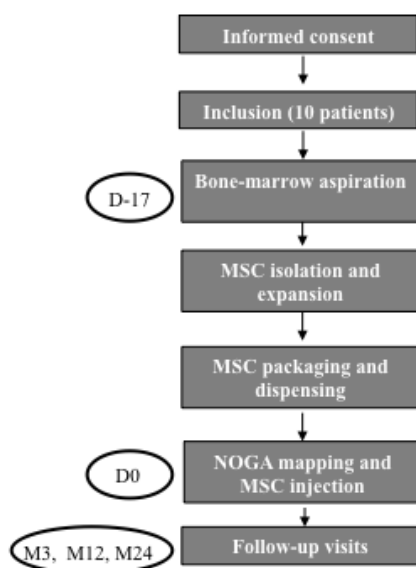 Informed consent
Inclusion (10 patients)
Bone-marrow aspiration
D-17
MSC isolation and
expansion
MSC packaging and
dispensing
D0
NOGA mapping and
MSC injection
M3, M12, M24
Follow-up visits